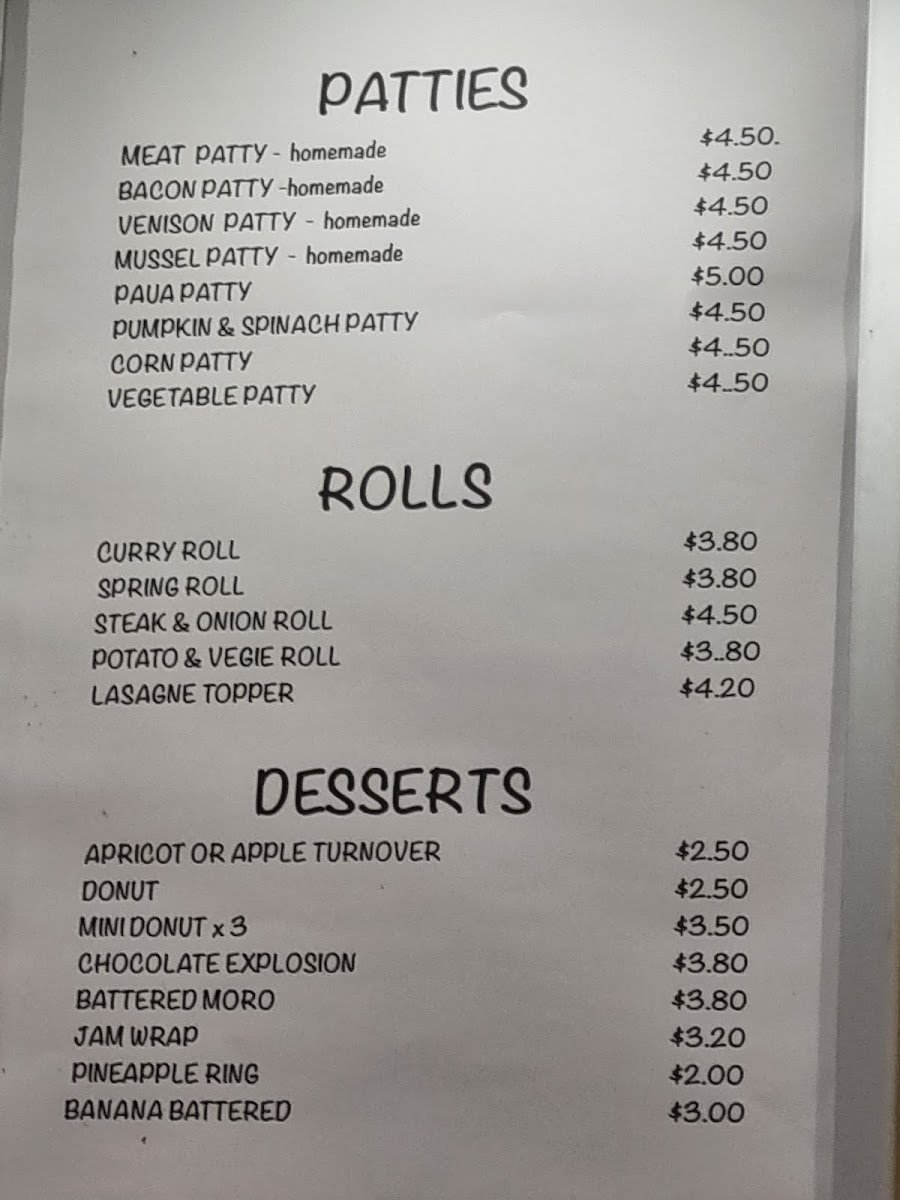 PATTIES
MEAT PATTY - homemade $4.50.
BACON PATTY -homemade $4.50
VENISON PATTY - homemade $4.50
MUSSEL PATTY - homemade $4.50
PAUA PATTY $5.00
PUMPKIN & SPINACH PATTY $4.50
CORN PATTY $4..50
VEGETABLE PATTY $4..50
ROLLS
CURRY ROLL $3.80
SPRING ROLL $3.80
STEAK & ONION ROLL $4.50
POTATO & VEGIE ROLL $3..80
LASAGNE TOPPER $4.20
DESSERTS
APRICOT OR APPLE TURNOVER $2.50
DONUT $2.50
MINI DONUT x 3 $3.50
CHOCOLATE EXPLOSION $3.80
BATTERED MORO $3.80
JAM WRAP $3.20
PINEAPPLE RING $2.00
BANANA BATTERED $3.00